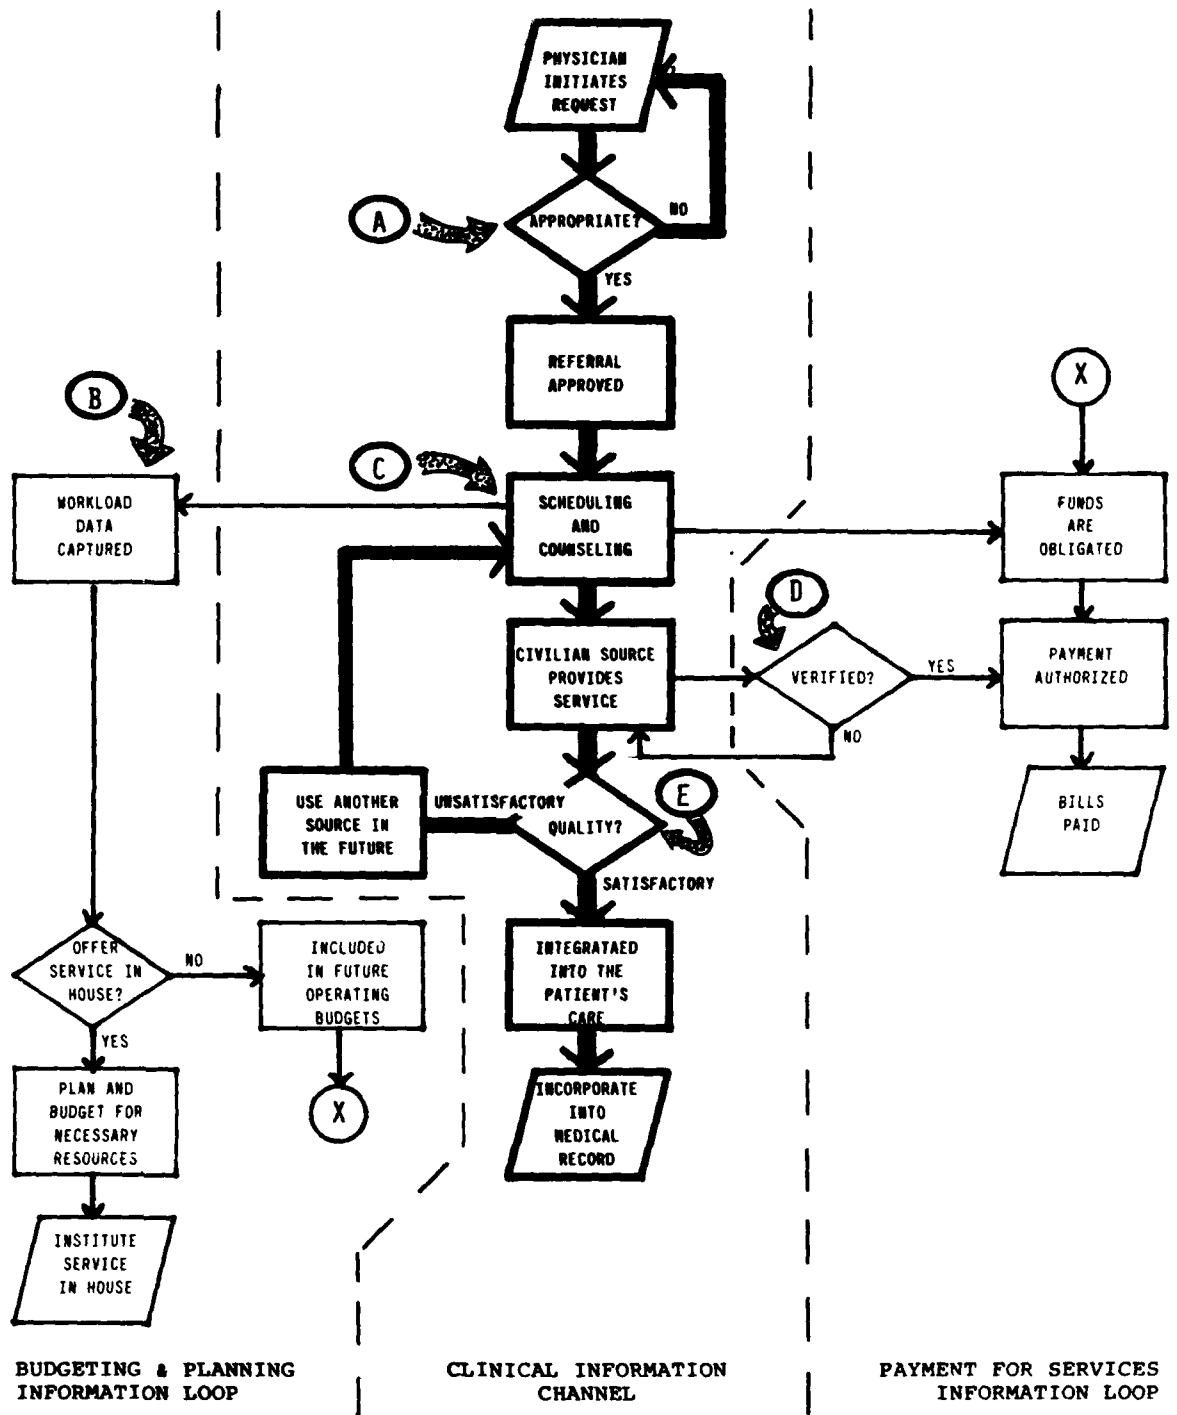 PHYSICIAN
INITIATES
REQUEST
A
APPROPRIATE?
NO
YES
REFERRAL
APPROVED
X
B
C
WORKLOAD
DATA
CAPTURED
SCHEDULING
AND
COUNSELING
FUNDS
ARE
OBLIGATED
D
CIVILIAN SOURCE
PROVIDES
SERVICE
VERIFIED?
YES
NO
PAYMENT
AUTHORIZED
USE ANOTHER
SOURCE IN
THE FUTURE
UNSATISFACTORY
QUALITY?
E
BILLS
PAID
SATISFACTORY
OFFER
SERVICE IN
HOUSE?
NO
YES
INCLUDED
IN FUTURE
OPERATING
BUDGETS
INTEGRATAED
INTO THE
PATIENT'S
CARE
PLAN AND
BUDGET FOR
NECESSARY
RESOURCES
X
INCORPORATE
INTO
MEDICAL
RECORD
INSTITUTE
SERVICE
IN HOUSE
BUDGETING & PLANNING
INFORMATION LOOP
CLINICAL INFORMATION
CHANNEL
PAYMENT FOR SERVICES
INFORMATION LOOP